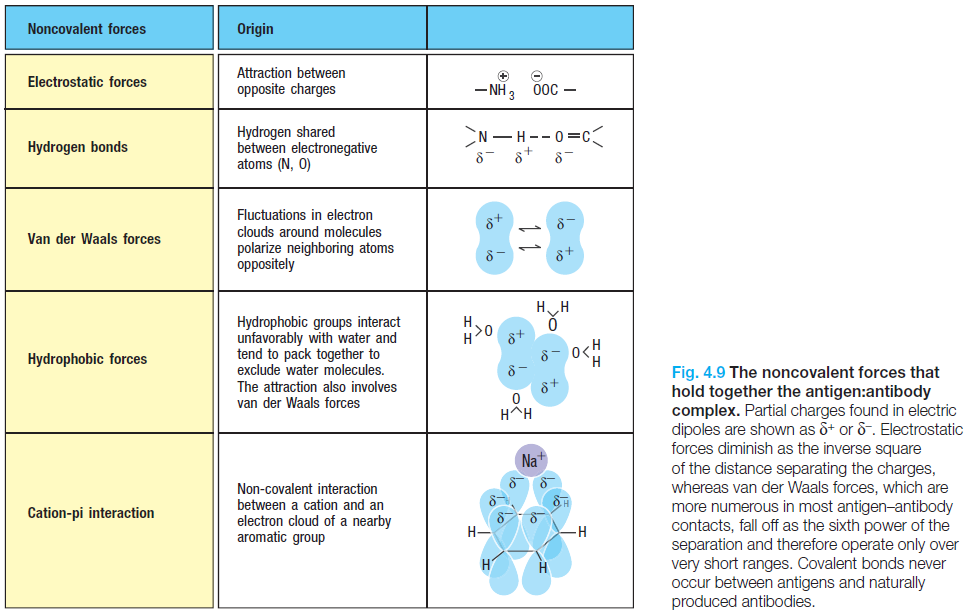 Noncovalent forces
Origin
Electrostatic forces
Attraction between
opposite charges
⊕ ⊖
—NH3 OOC—
Hydrogen bonds
Hydrogen shared
between electronegative
atoms (N, O)
N — H -- O = C
δ− δ+ δ−
Van der Waals forces
Fluctuations in electron
clouds around molecules
polarize neighboring atoms
oppositely
δ+ δ−
δ− δ+
Hydrophobic forces
Hydrophobic groups interact
unfavorably with water and
tend to pack together to
exclude water molecules.
The attraction also involves
van der Waals forces
H H
O
H
H O
δ+
δ− O H
H
δ−
δ+
O
H H
Cation-pi interaction
Non-covalent interaction
between a cation and an
electron cloud of a nearby
aromatic group
Na+
δ− δ−
δ− δ− H
δ− δ−
H H
H H
Fig. 4.9 The noncovalent forces that
hold together the antigen:antibody
complex. Partial charges found in electric
dipoles are shown as δ+ or δ−. Electrostatic
forces diminish as the inverse square
of the distance separating the charges,
whereas van der Waals forces, which are
more numerous in most antigen–antibody
contacts, fall off as the sixth power of the
separation and therefore operate only over
very short ranges. Covalent bonds never
occur between antigens and naturally
produced antibodies.